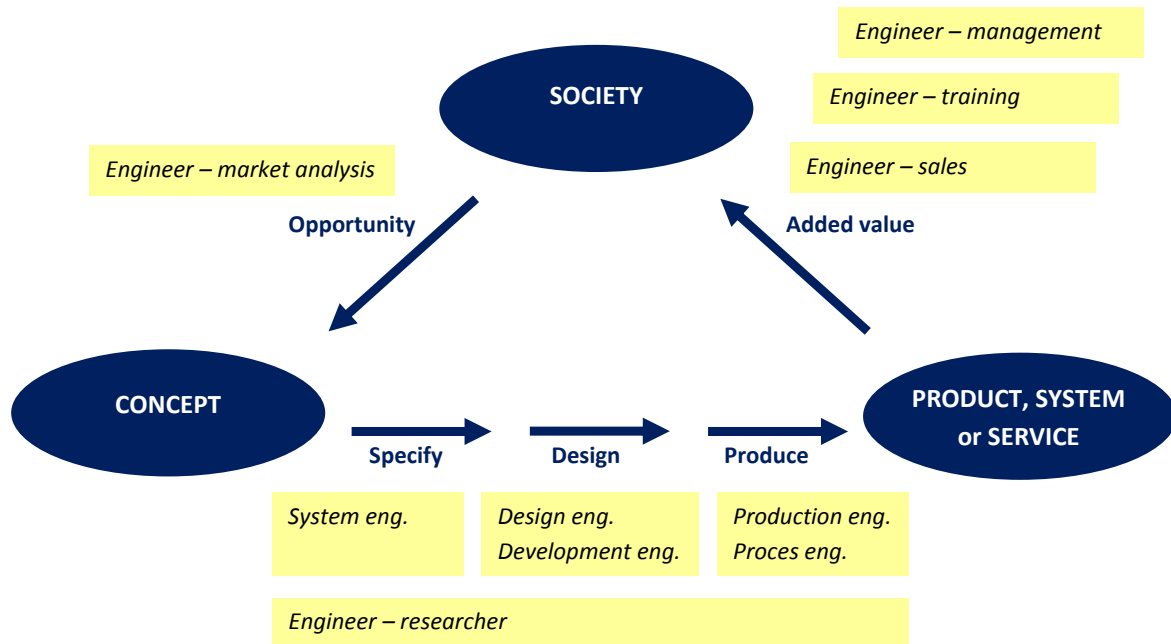 Engineer – management
SOCIETY
Engineer – training
Engineer – market analysis
Engineer – sales
Opportunity
Added value
CONCEPT
PRODUCT, SYSTEM
or SERVICE
Specify
Design
Produce
System eng.
Design eng.
Development eng.
Production eng.
Proces eng.
Engineer – researcher